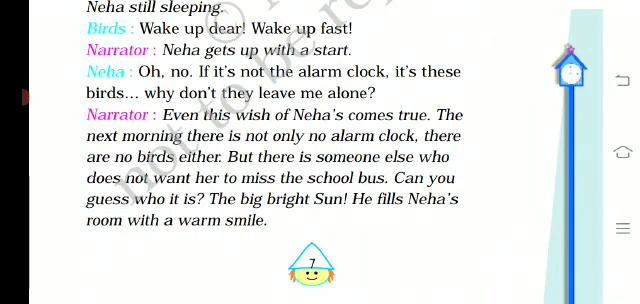 Neha still sleeping.
Birds : Wake up dear! Wake up fast!
Narrator : Neha gets up with a start.
Neha : Oh, no. If it's not the alarm clock, it's these
birds... why don't they leave me alone?
Narrator : Even this wish of Neha's comes true. The
next morning there is not only no alarm clock, there
are no birds either. But there is someone else who
does not want her to miss the school bus. Can you
guess who it is? The big bright Sun! He fills Neha's
room with a warm smile.
7
not to be re